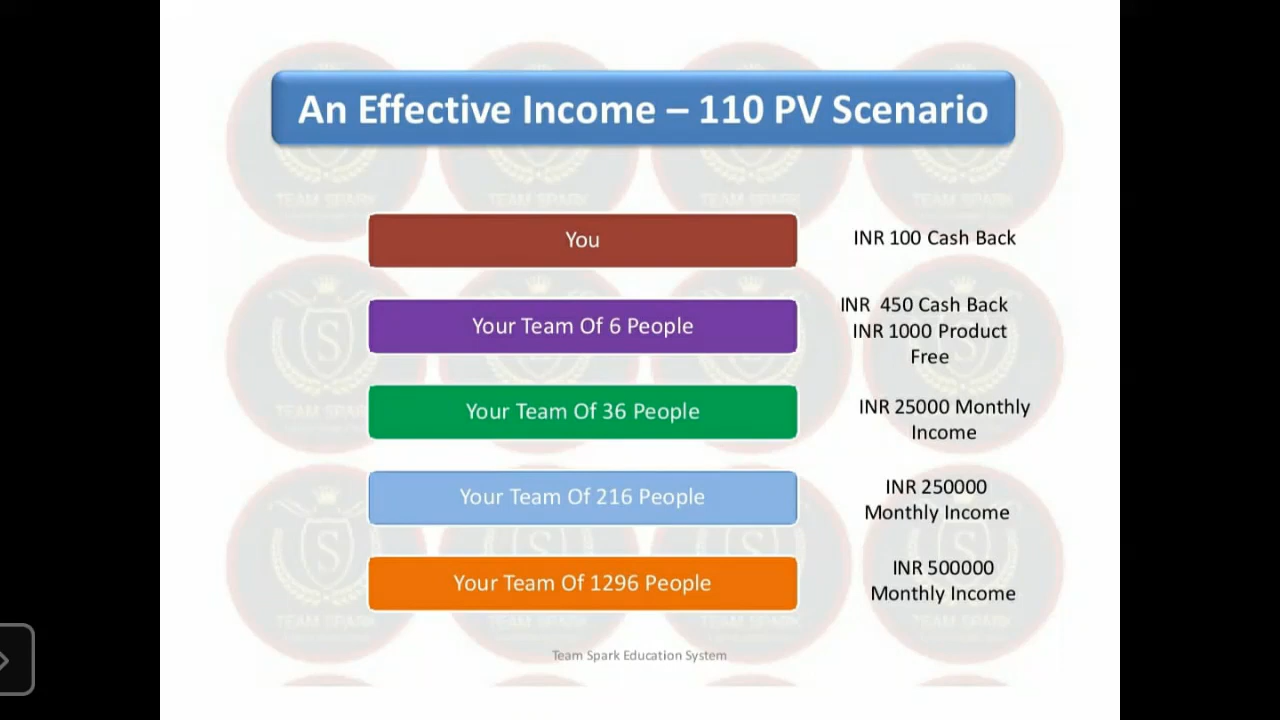 An Effective Income – 110 PV Scenario
You
INR 100 Cash Back
Your Team Of 6 People
INR  450 Cash Back
INR 1000 Product
Free
Your Team Of 36 People
INR 25000 Monthly
Income
Your Team Of 216 People
INR 250000
Monthly Income
Your Team Of 1296 People
INR 500000
Monthly Income
Team Spark Education System